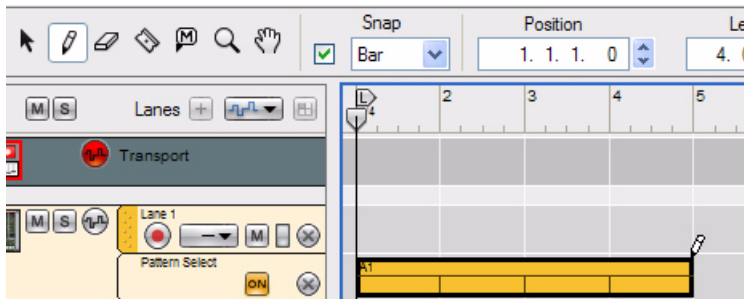 Snap
Position
Le
M
Bar
1. 1. 1. 0
4.
M S
Lanes
L
4
2
3
4
5
Transport
M S
Lane 1
M
Pattern Select
ON
A1